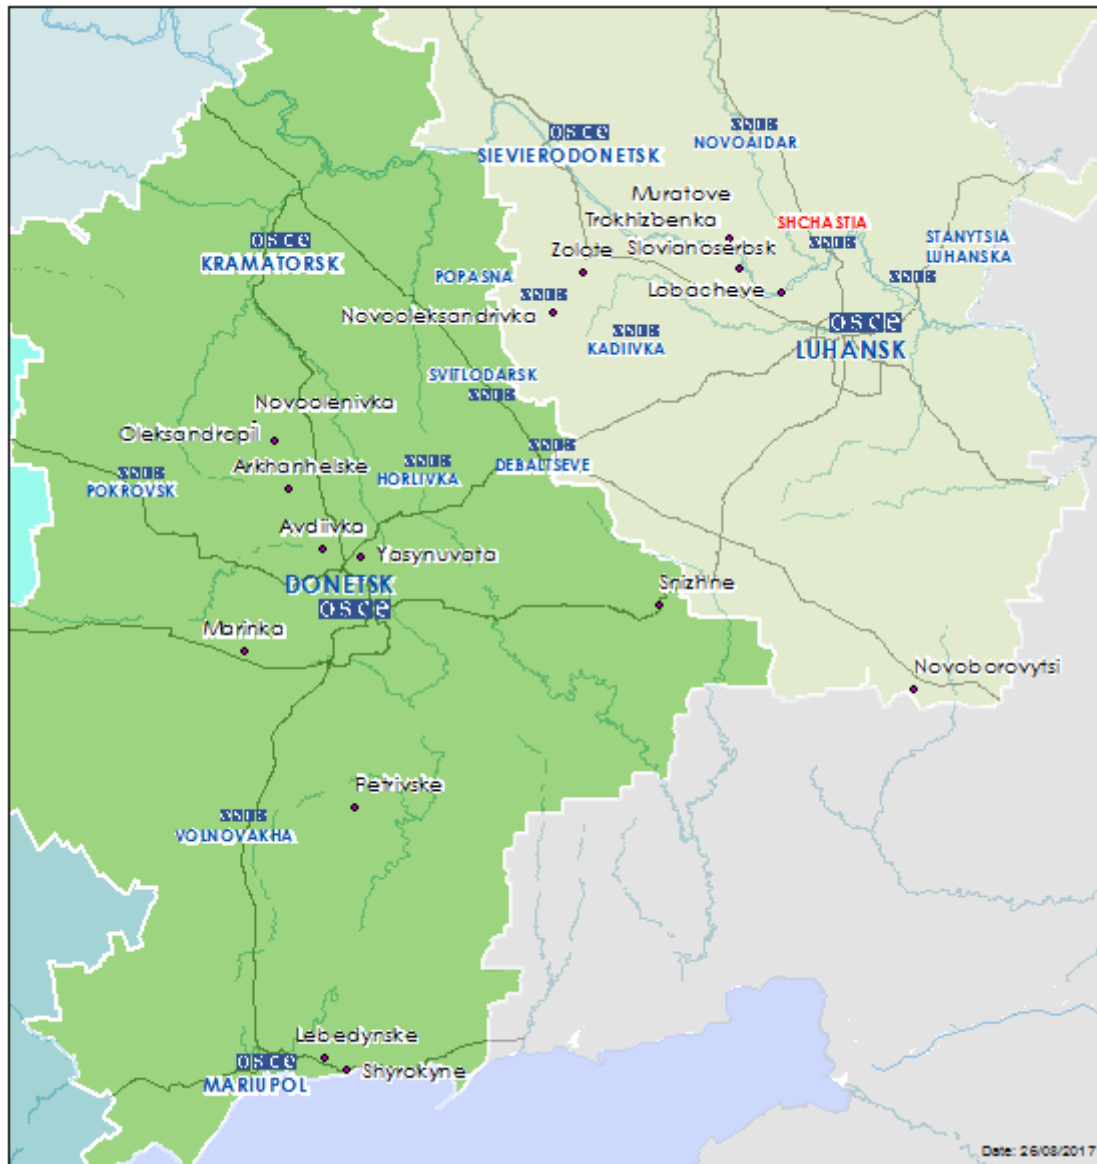 osce
SIEVIERODONETSK
NOVOAIDAR
Muratove
Trokhizbenka
SHCHASTIA
Zolote
Slovianoserbsk
STANYTSIA
LUHANSKA
osce
KRAMATORSK
POPASNA
Lobacheve
Novooleksandrivka
osce
LUHANSK
KADIIVKA
SVITLODARSK
Novoolenivka
Oleksandropil
Arkhanhelske
POKROVSK
HORLIVKA
DEBALTSEVE
Avdiivka
Yasynuvata
DONETSK
osce
Snizhne
Marinka
Novoborovytsi
Petrivske
VOLNOVAKHA
Lebedynske
osce
MARIUPOL
Shyrokyne
Date: 26/08/2017